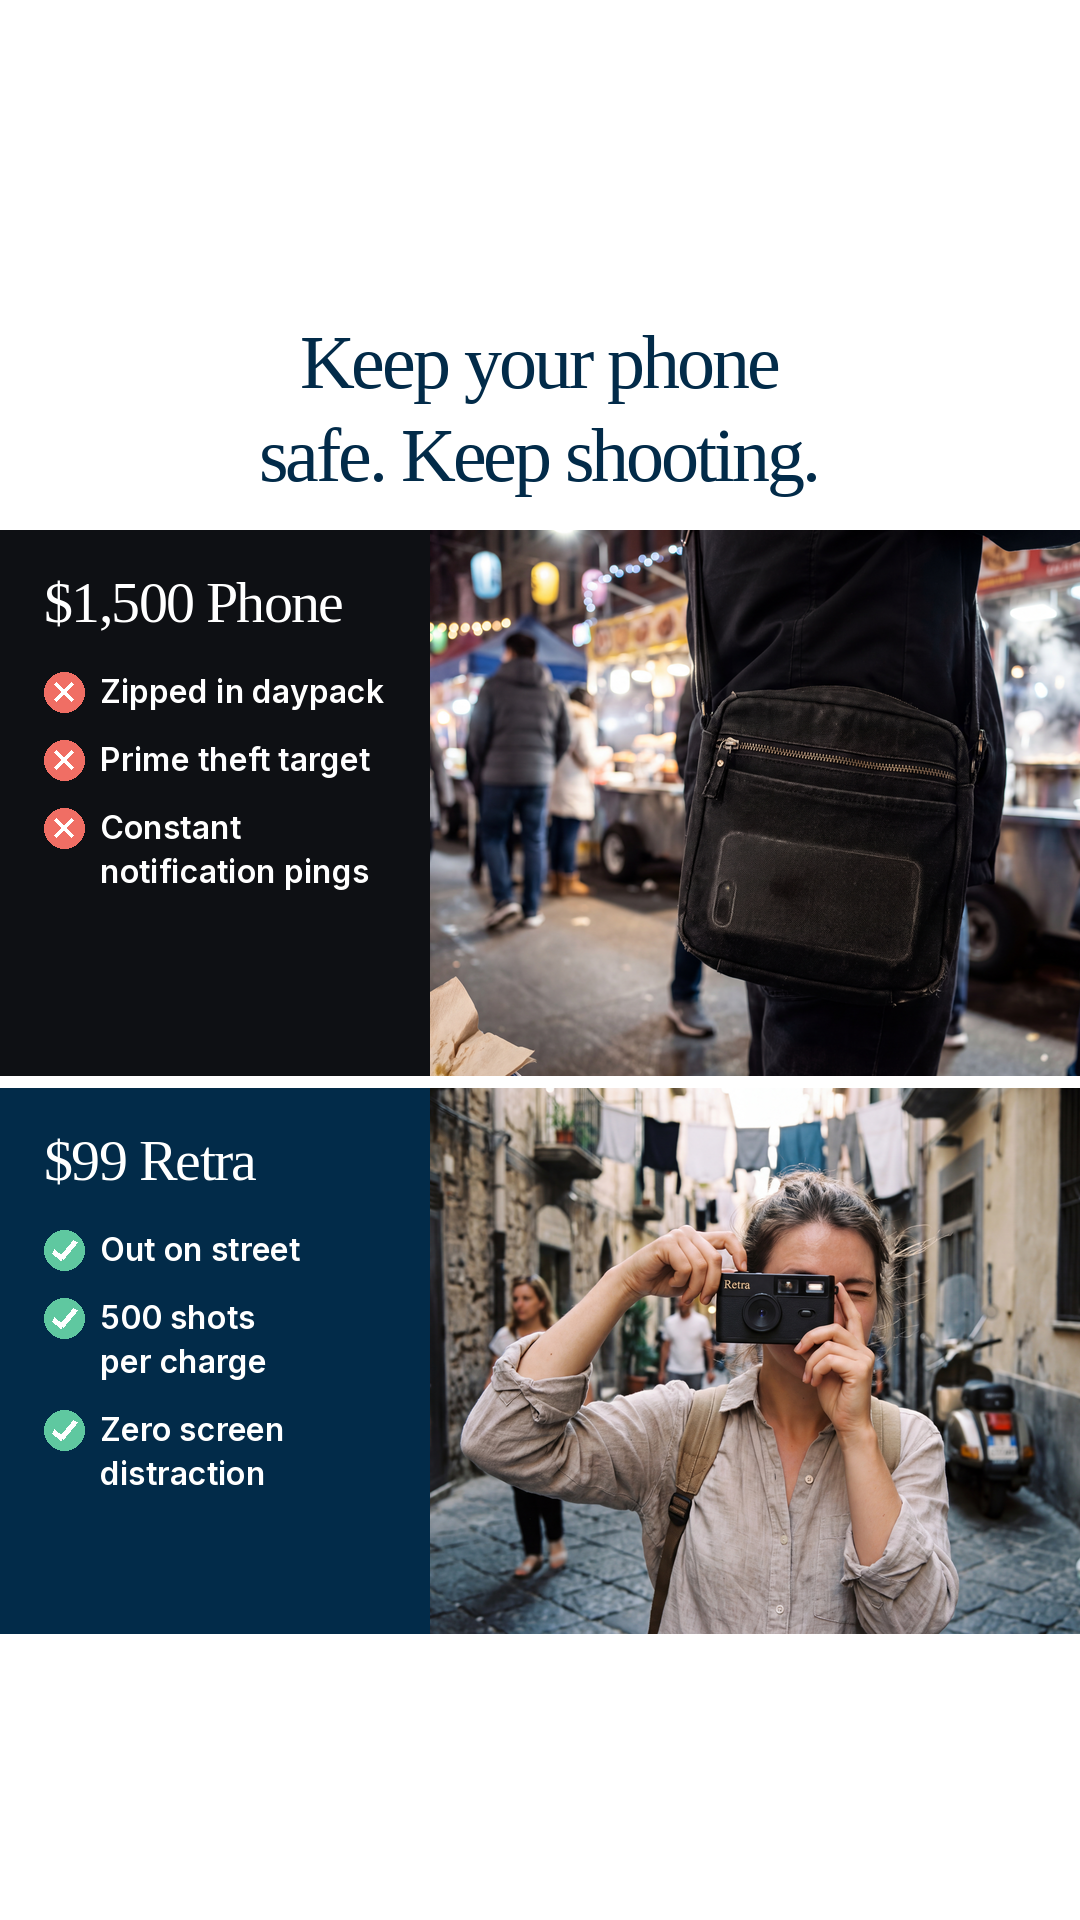 Keep your phone
safe. Keep shooting.
$1,500 Phone
Zipped in daypack
Prime theft target
Constant
notification pings
$99 Retra
Out on street
500 shots
per charge
Zero screen
distraction
Retra